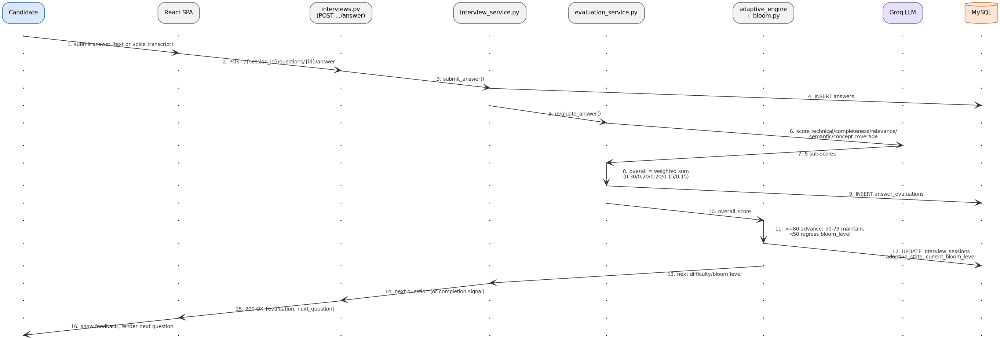 Candidate
React SPA
interviews.py
(POST .../answer)
interview_service.py
evaluation_service.py
adaptive_engine
+ bloom.py
Groq LLM
MySQL
1. submit answer (text or voice transcript)
2. POST /{session_id}/questions/{id}/answer
3. submit_answer()
4. INSERT answers
5. evaluate_answer()
6. score technical/completeness/relevance/
semantic/concept-coverage
7. 5 sub-scores
8. overall = weighted sum
(0.30/0.20/0.20/0.15/0.15)
9. INSERT answer_evaluations
10. overall_score
11. >=80 advance, 50-79 maintain,
<50 regress bloom_level
12. UPDATE interview_sessions
adaptive_state, current_bloom_level
13. next difficulty/bloom level
14. next question (or completion signal)
15. 200 OK {evaluation, next_question}
16. show feedback, render next question